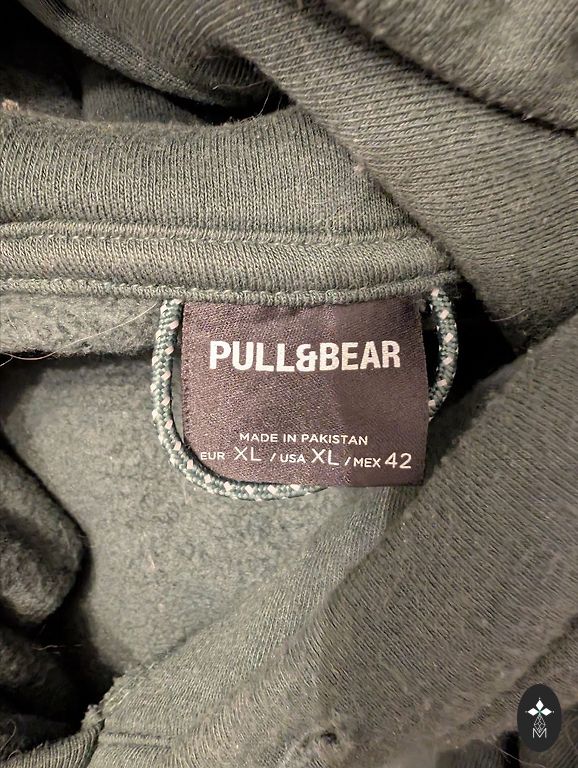 PULL&BEAR
MADE IN PAKISTAN
EUR XL / USA XL / MEX 42
M